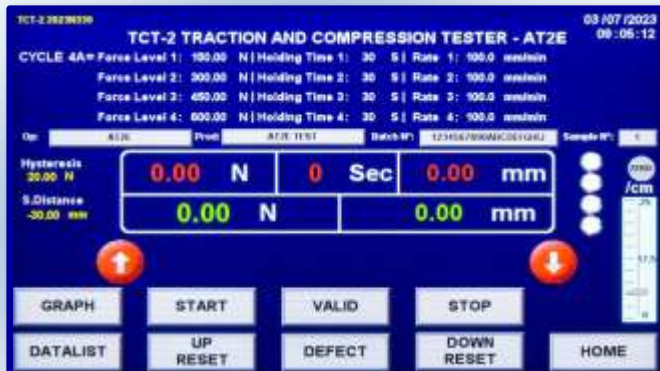 TCT-2 2023N330
03 /07 /2023
TCT-2 TRACTION AND COMPRESSION TESTER - AT2E
09:05:12
CYCLE 4A= Force Level 1: 150.00 N | Holding Time 1: 30 S | Rate 1: 100.0 mm/min
Force Level 2: 300.00 N | Holding Time 2: 30 S | Rate 2: 100.0 mm/min
Force Level 3: 450.00 N | Holding Time 3: 30 S | Rate 3: 100.0 mm/min
Force Level 4: 600.00 N | Holding Time 4: 30 S | Rate 4: 100.0 mm/min
Op: AT2E Prod: AT2E TEST Batch N°: Sample N°: 1
Hysteresis
20.00 N
0.00 N 0 Sec 0.00 mm
/cm
S.Distance
-30.00 mm
0.00 N 0.00 mm
GRAPH START VALID STOP
DATALIST UP RESET DEFECT DOWN RESET HOME